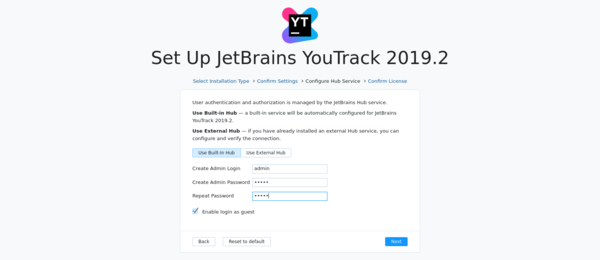 YT
Set Up JetBrains YouTrack 2019.2
Select Installation Type › Confirm Settings › Configure Hub Service › Confirm License
User authentication and authorization is managed by the JetBrains Hub service.
Use Built-in Hub — a built-in service will be automatically configured for JetBrains
YouTrack 2019.2.
Use External Hub — if you have already installed an external Hub service, you can
configure and verify the connection.
Use Built-In Hub Use External Hub
Create Admin Login admin
Create Admin Password •••••
Repeat Password •••••
Enable login as guest
Back Reset to default Next